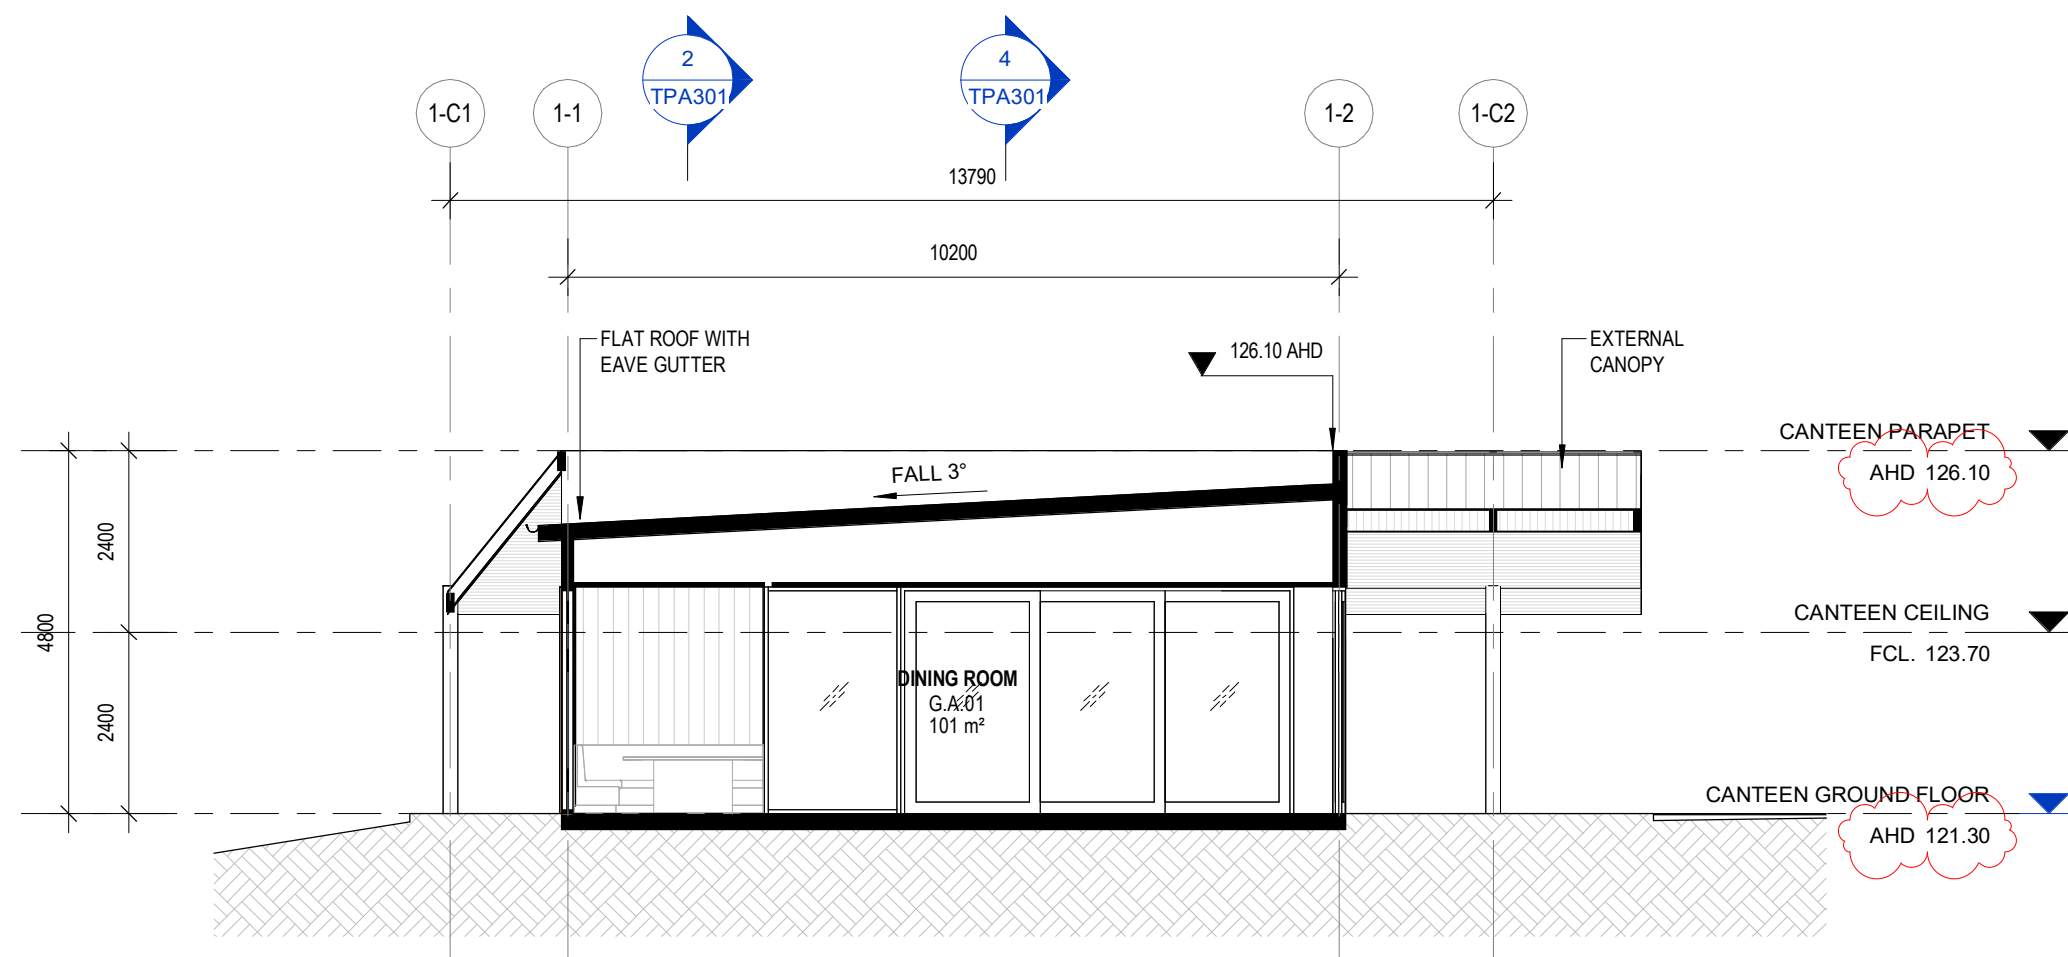 2
TPA301
4
TPA301
1-C1
1-1
1-2
1-C2
13790
10200
FLAT ROOF WITH
EAVE GUTTER
126.10 AHD
EXTERNAL
CANOPY
CANTEEN PARAPET
AHD 126.10
FALL 3°
2400
4800
2400
CANTEEN CEILING
FCL. 123.70
DINING ROOM
G.A.01
101 m²
CANTEEN GROUND FLOOR
AHD 121.30